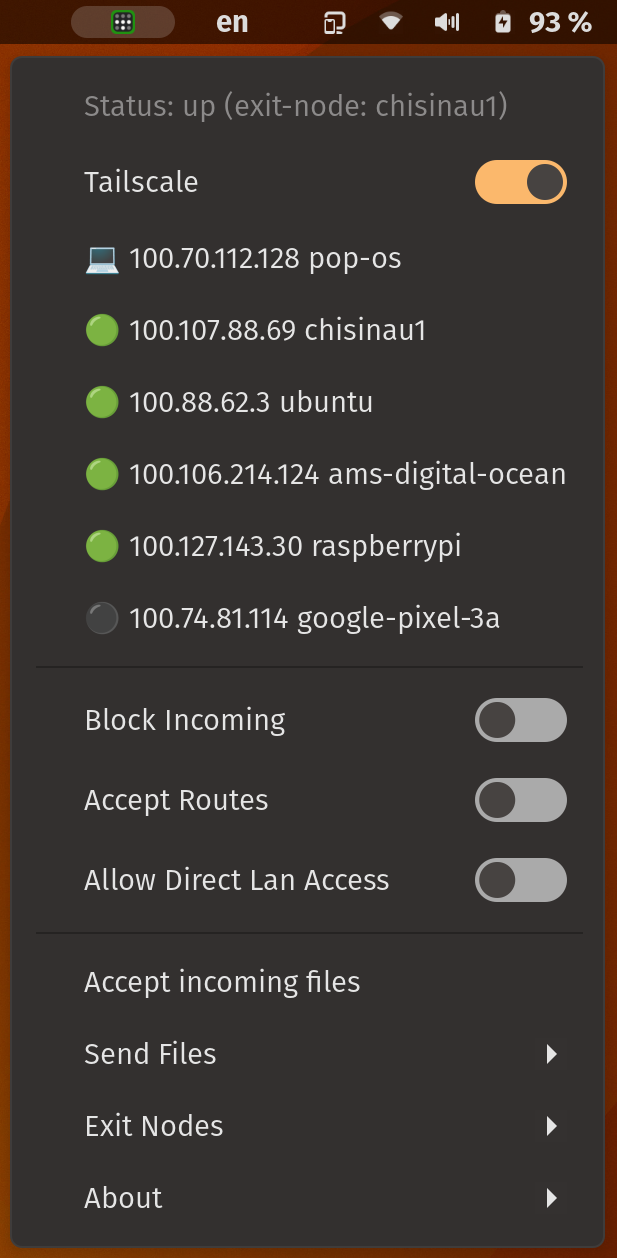 en 93 %
Status: up (exit-node: chisinau1)
Tailscale
100.70.112.128 pop-os
100.107.88.69 chisinau1
100.88.62.3 ubuntu
100.106.214.124 ams-digital-ocean
100.127.143.30 raspberrypi
100.74.81.114 google-pixel-3a
Block Incoming
Accept Routes
Allow Direct Lan Access
Accept incoming files
Send Files
Exit Nodes
About